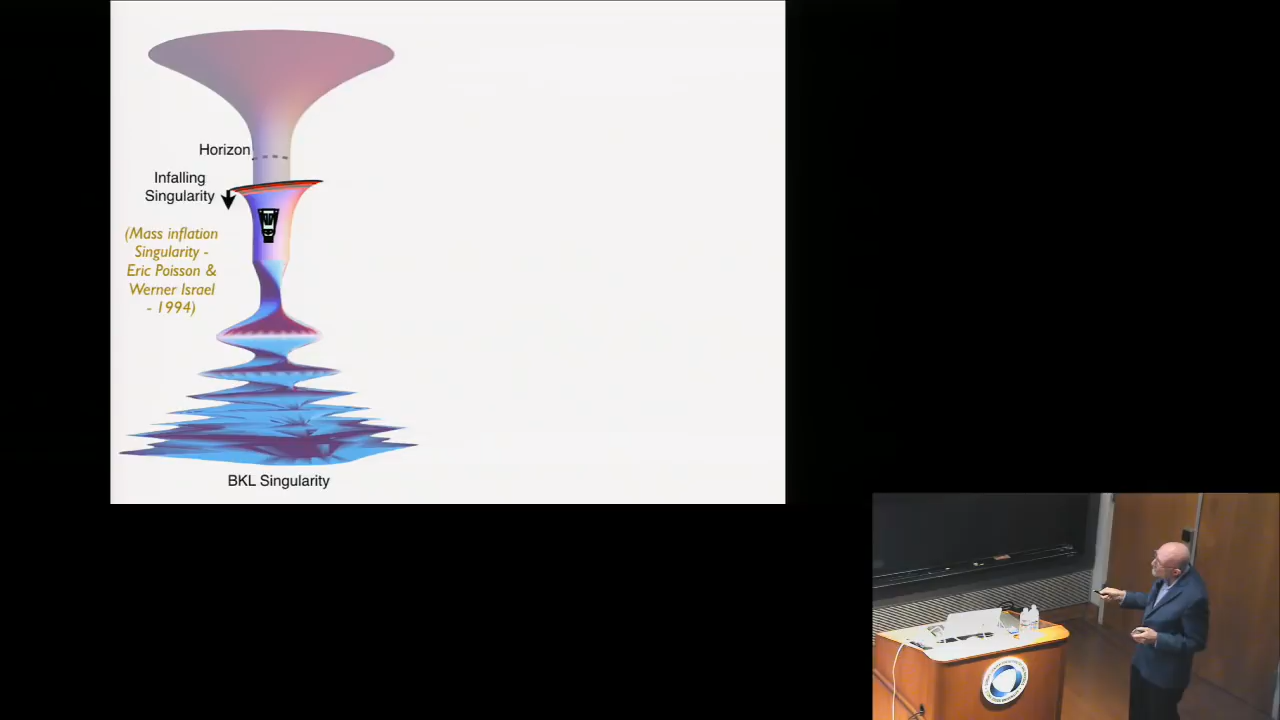 Horizon
Infalling
Singularity
(Mass inflation
Singularity -
Eric Poisson &
Werner Israel
- 1994)
BKL Singularity